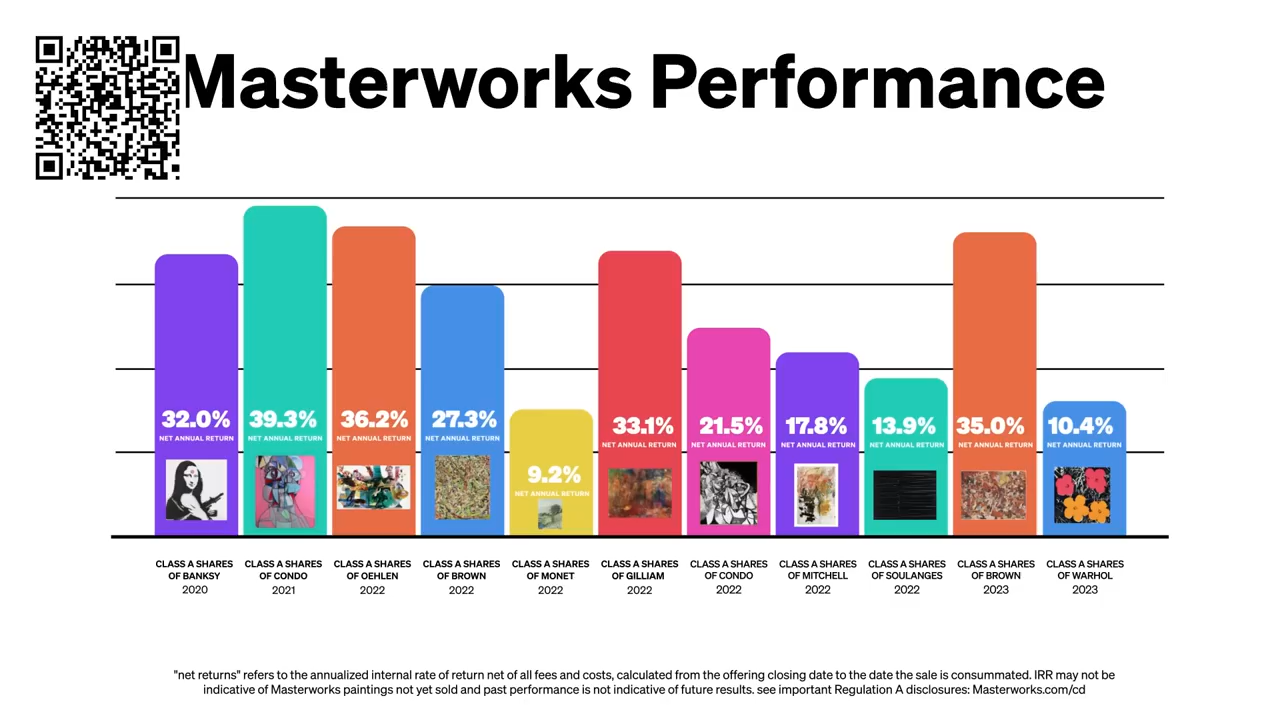 Masterworks Performance
32.0%
NET ANNUAL RETURN
39.3%
NET ANNUAL RETURN
36.2%
NET ANNUAL RETURN
27.3%
NET ANNUAL RETURN
9.2%
NET ANNUAL RETURN
33.1%
NET ANNUAL RETURN
21.5%
NET ANNUAL RETURN
17.8%
NET ANNUAL RETURN
13.9%
NET ANNUAL RETURN
35.0%
NET ANNUAL RETURN
10.4%
NET ANNUAL RETURN
CLASS A SHARES
OF BANKSY
2020
CLASS A SHARES
OF CONDO
2021
CLASS A SHARES
OF OEHLEN
2022
CLASS A SHARES
OF BROWN
2022
CLASS A SHARES
OF MONET
2022
CLASS A SHARES
OF GILLIAM
2022
CLASS A SHARES
OF CONDO
2022
CLASS A SHARES
OF MITCHELL
2022
CLASS A SHARES
OF SOULANGES
2022
CLASS A SHARES
OF BROWN
2023
CLASS A SHARES
OF WARHOL
2023
"net returns" refers to the annualized internal rate of return net of all fees and costs, calculated from the offering closing date to the date the sale is consummated. IRR may not be
indicative of Masterworks paintings not yet sold and past performance is not indicative of future results. see important Regulation A disclosures: Masterworks.com/cd